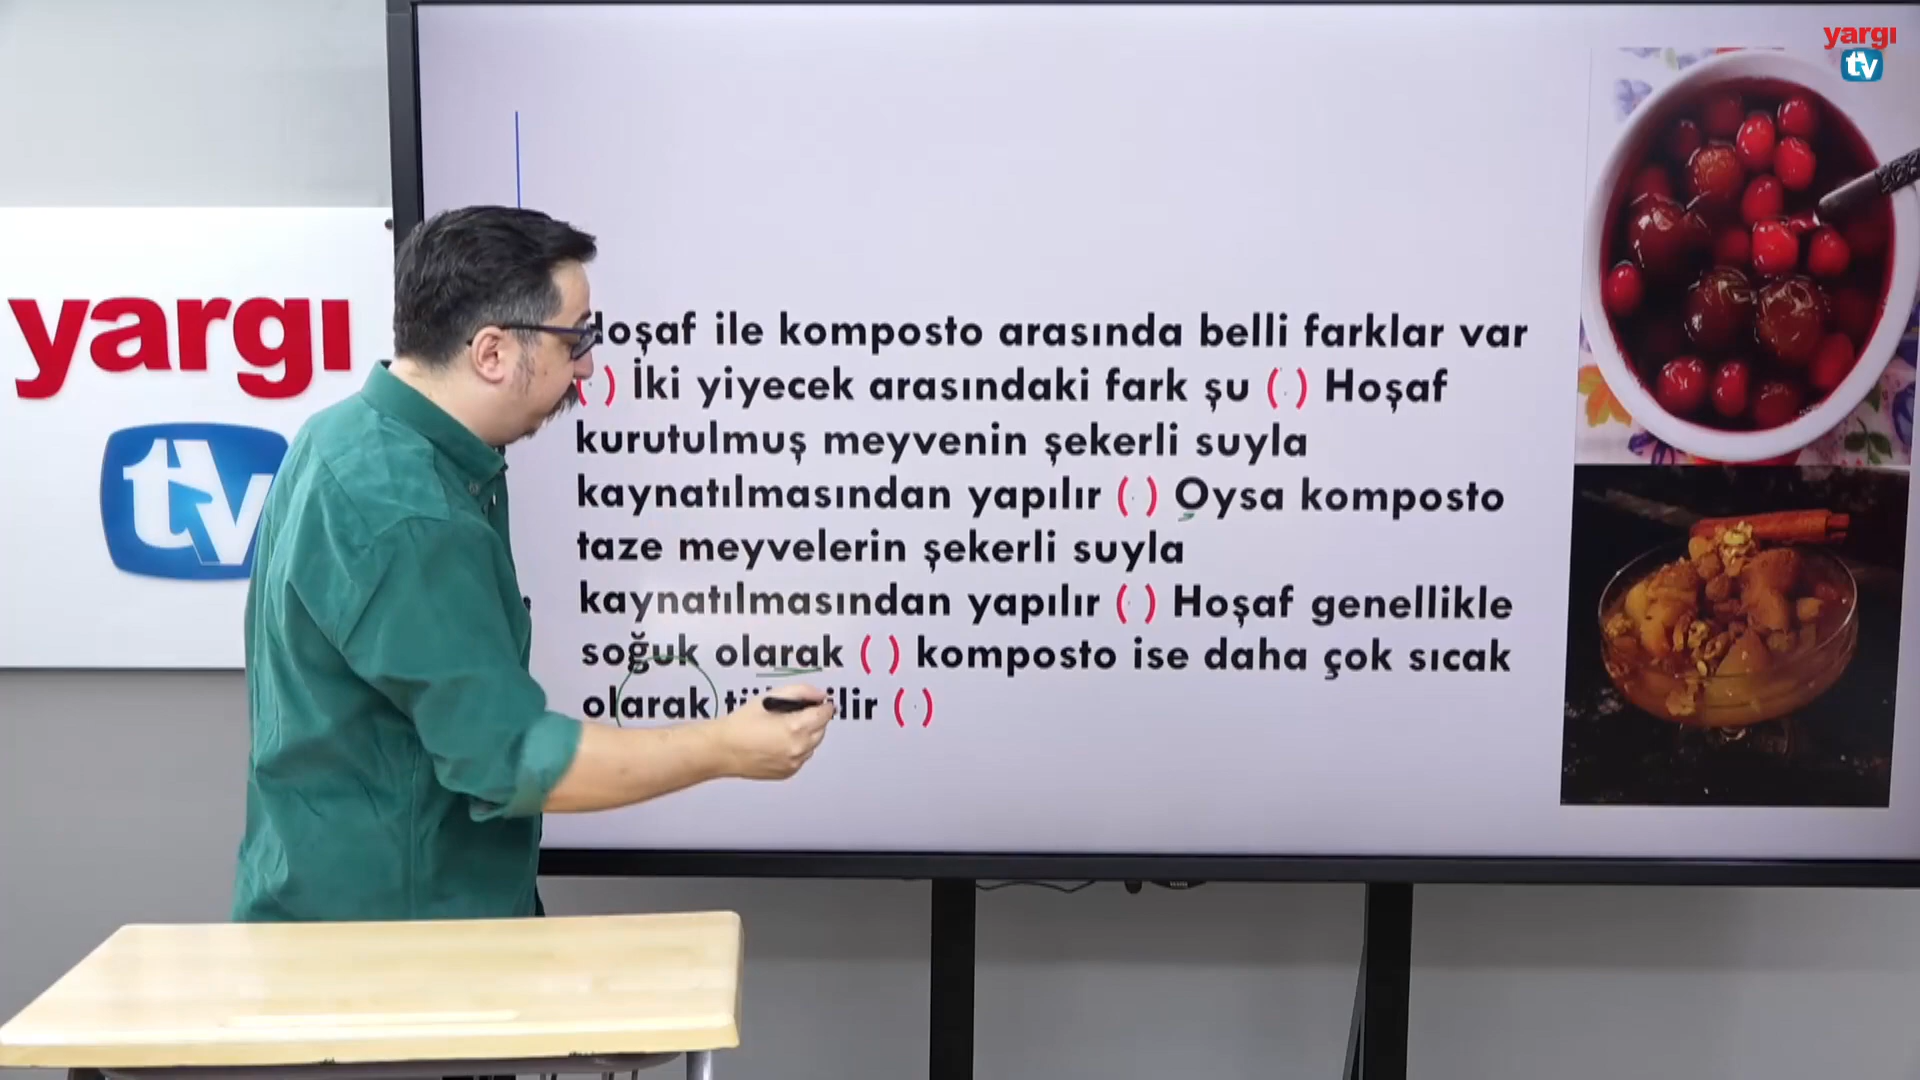 yargı
tv
yargı
tv
Hoşaf ile komposto arasında belli farklar var
( ) İki yiyecek arasındaki fark şu ( ) Hoşaf
kurutulmuş meyvenin şekerli suyla
kaynatılmasından yapılır ( ) Oysa komposto
taze meyvelerin şekerli suyla
kaynatılmasından yapılır ( ) Hoşaf genellikle
soğuk olarak ( ) komposto ise daha çok sıcak
olarak ( )